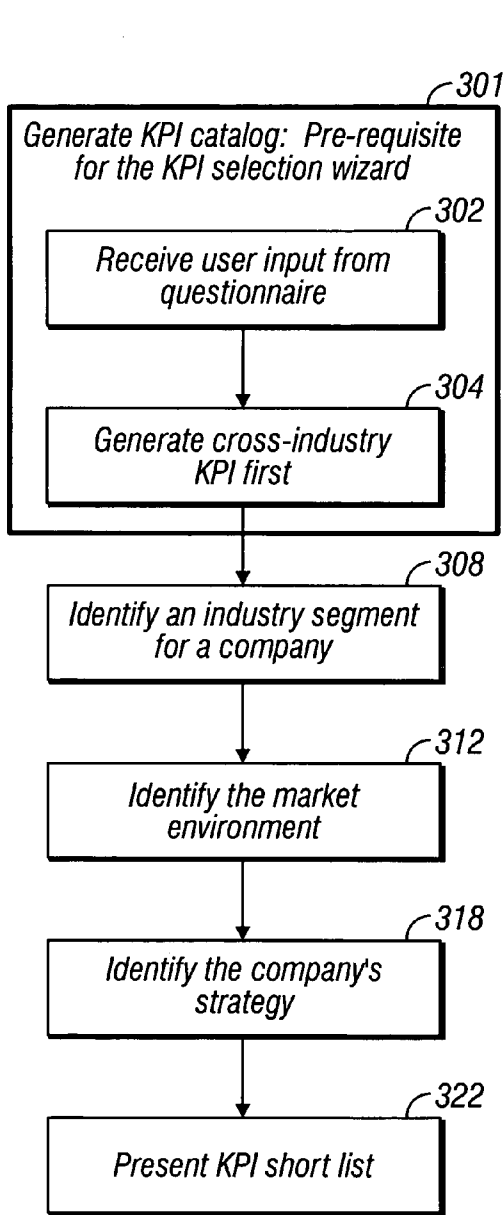 301
Generate KPI catalog: Pre-requisite
for the KPI selection wizard
302
Receive user input from
questionnaire
304
Generate cross-industry
KPI first
308
Identify an industry segment
for a company
312
Identify the market
environment
318
Identify the company's
strategy
322
Present KPI short list